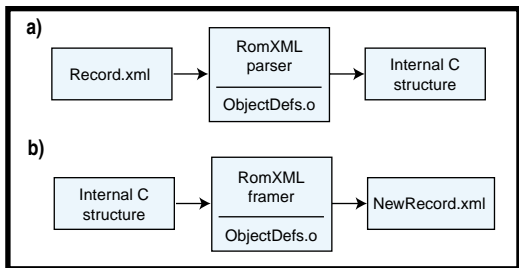 a)
Record.xml
RomXML
parser
ObjectDefs.o
Internal C
structure
b)
Internal C
structure
RomXML
framer
ObjectDefs.o
NewRecord.xml